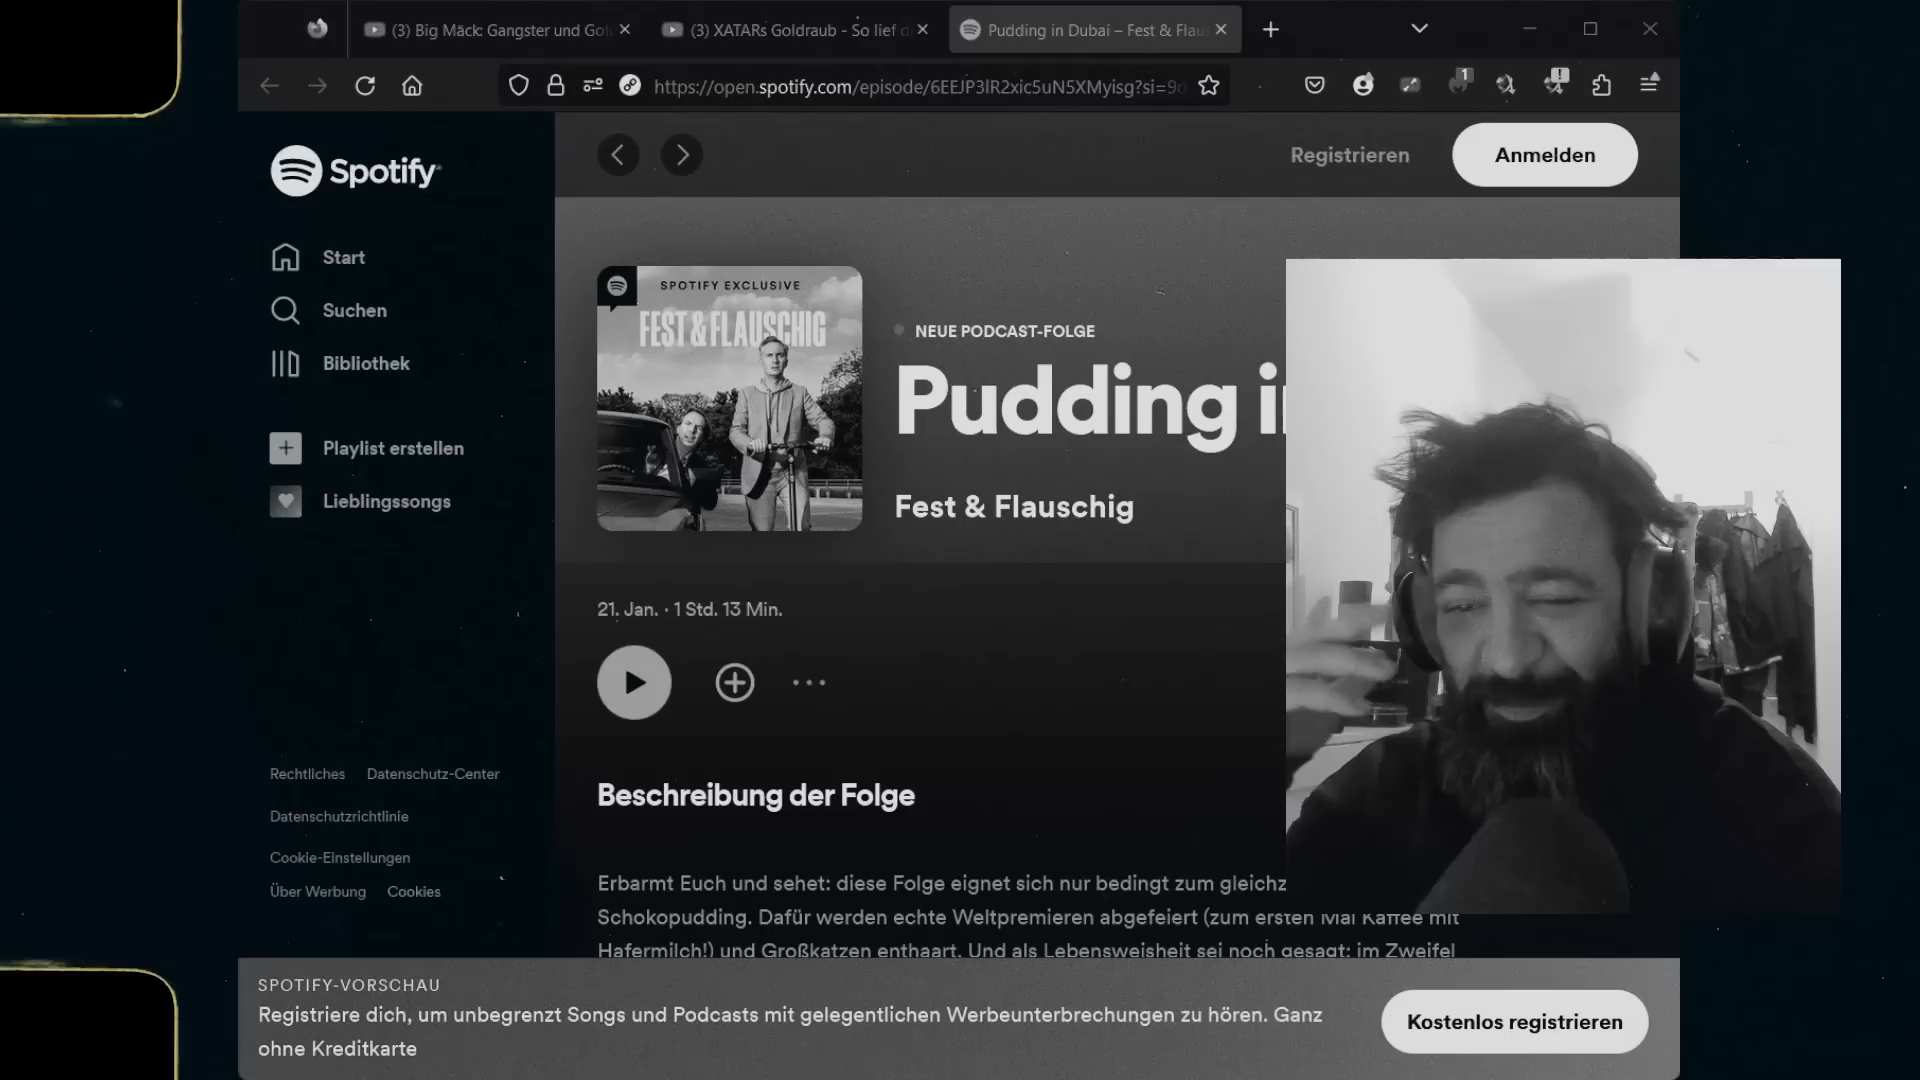 (3) Big Mäck: Gangster und Gol
(3) XATARs Goldraub - So lief d
Pudding in Dubai – Fest & Flaus
https://open.spotify.com/episode/6EEJP3lR2xic5uN5XMyisg?si=9d
1
Spotify
Registrieren
Anmelden
Start
Suchen
Bibliothek
Playlist erstellen
Lieblingssongs
SPOTIFY EXCLUSIVE
FEST & FLAUSCHIG
NEUE PODCAST-FOLGE
Pudding in
Fest & Flauschig
21. Jan. · 1 Std. 13 Min.
Beschreibung der Folge
Erbarmt Euch und sehet: diese Folge eignet sich nur bedingt zum gleichz
Schokopudding. Dafür werden echte Weltpremieren abgefeiert (zum ersten Mal Kaffee mit
Hafermilch!) und Großkatzen enthaart. Und als Lebensweisheit sei noch gesagt: im Zweifel
Rechtliches Datenschutz-Center
Datenschutzrichtlinie
Cookie-Einstellungen
Über Werbung Cookies
SPOTIFY-VORSCHAU
Registriere dich, um unbegrenzt Songs und Podcasts mit gelegentlichen Werbeunterbrechungen zu hören. Ganz
ohne Kreditkarte
Kostenlos registrieren